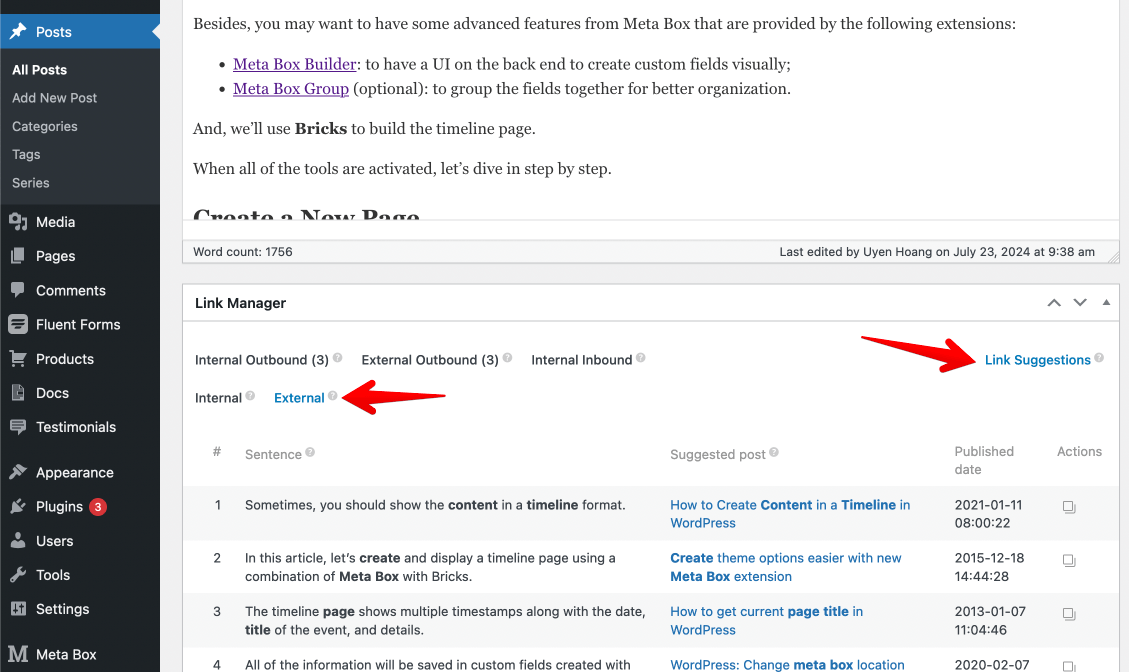 Posts
All Posts
Add New Post
Categories
Tags
Series
Media
Pages
Comments
Fluent Forms
Products
Docs
Testimonials
Appearance
Plugins 3
Users
Tools
Settings
Meta Box
Besides, you may want to have some advanced features from Meta Box that are provided by the following extensions:
• Meta Box Builder: to have a UI on the back end to create custom fields visually;
• Meta Box Group (optional): to group the fields together for better organization.
And, we’ll use Bricks to build the timeline page.
When all of the tools are activated, let’s dive in step by step.
Create a New Page
Word count: 1756 Last edited by Uyen Hoang on July 23, 2024 at 9:38 am
Link Manager
Internal Outbound (3) ? External Outbound (3) ? Internal Inbound ? Link Suggestions ?
Internal ? External ?
# Sentence ? Suggested post ? Published Actions
date
1 Sometimes, you should show the content in a timeline format. How to Create Content in a Timeline in 2021-01-11
WordPress 08:00:22
2 In this article, let’s create and display a timeline page using a Create theme options easier with new 2015-12-18
combination of Meta Box with Bricks. Meta Box extension 14:44:28
3 The timeline page shows multiple timestamps along with the date, How to get current page title in 2013-01-07
title of the event, and details. WordPress 11:04:46
4 All of the information will be saved in custom fields created with WordPress: Change meta box location 2020-02-07